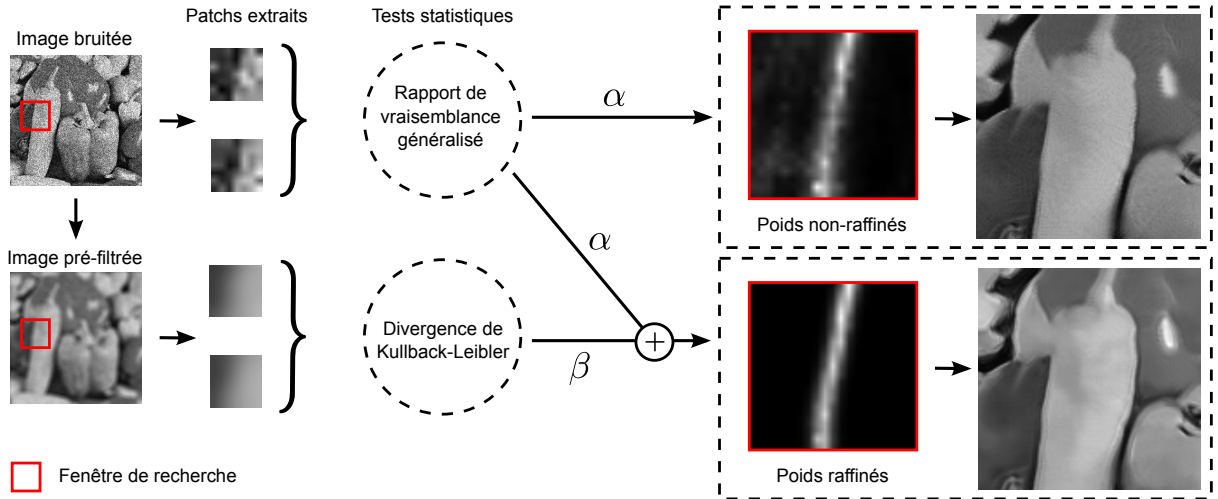 Patchs extraits
Tests statistiques
Image bruitée
Rapport de
vraisemblance
généralisé
α
Poids non-raffinés
α
Image pré-filtrée
Divergence de
Kullback-Leibler
β
+
Poids raffinés
Fenêtre de recherche